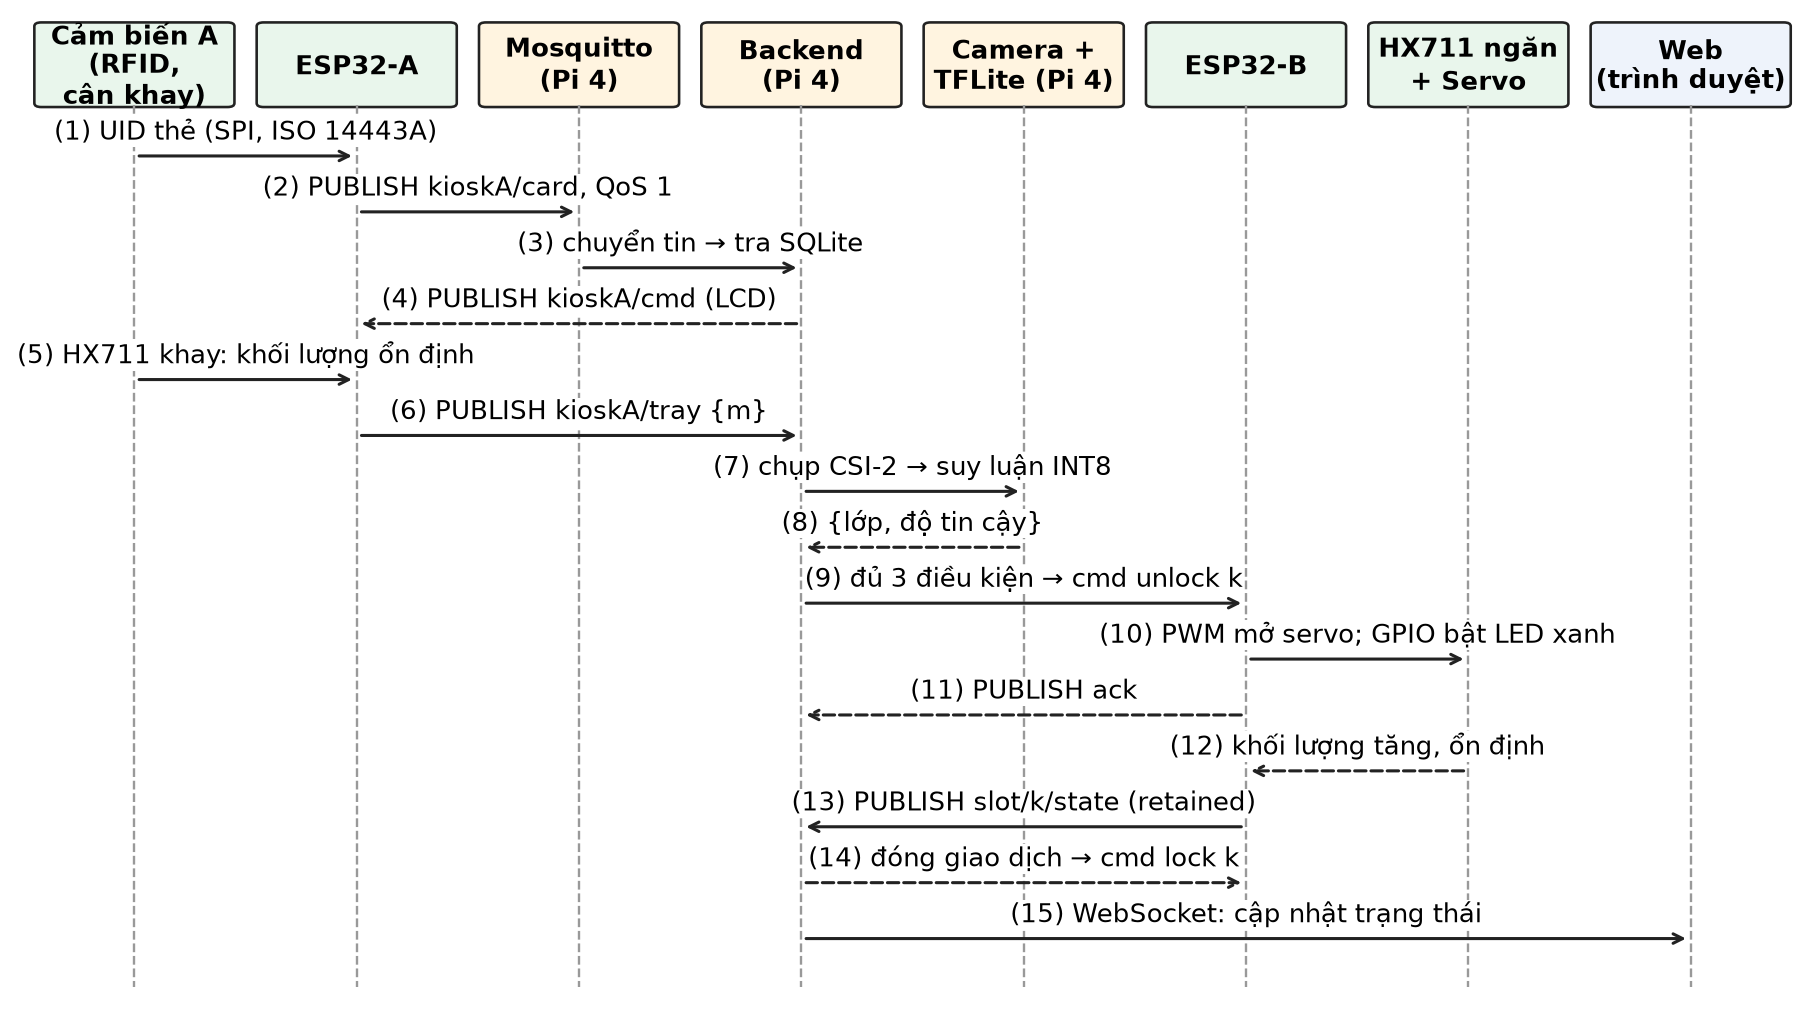 Cảm biến A
(RFID,
cân khay)
ESP32-A
Mosquitto
(Pi 4)
Backend
(Pi 4)
Camera +
TFLite (Pi 4)
ESP32-B
HX711 ngăn
+ Servo
Web
(trình duyệt)
(1) UID thẻ (SPI, ISO 14443A)
(2) PUBLISH kioskA/card, QoS 1
(3) chuyển tin → tra SQLite
(4) PUBLISH kioskA/cmd (LCD)
(5) HX711 khay: khối lượng ổn định
(6) PUBLISH kioskA/tray {m}
(7) chụp CSI-2 → suy luận INT8
(8) {lớp, độ tin cậy}
(9) đủ 3 điều kiện → cmd unlock k
(10) PWM mở servo; GPIO bật LED xanh
(11) PUBLISH ack
(12) khối lượng tăng, ổn định
(13) PUBLISH slot/k/state (retained)
(14) đóng giao dịch → cmd lock k
(15) WebSocket: cập nhật trạng thái